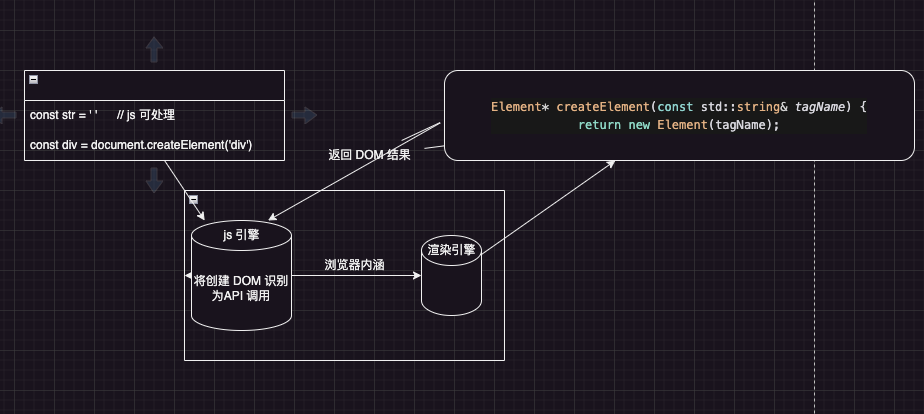 const str = ' '      // js 可处理
const div = document.createElement('div')
Element* createElement(const std::string& tagName) {
return new Element(tagName);
返回 DOM 结果
js 引擎
将创建 DOM 识别
为API 调用
浏览器内涵
渲染引擎